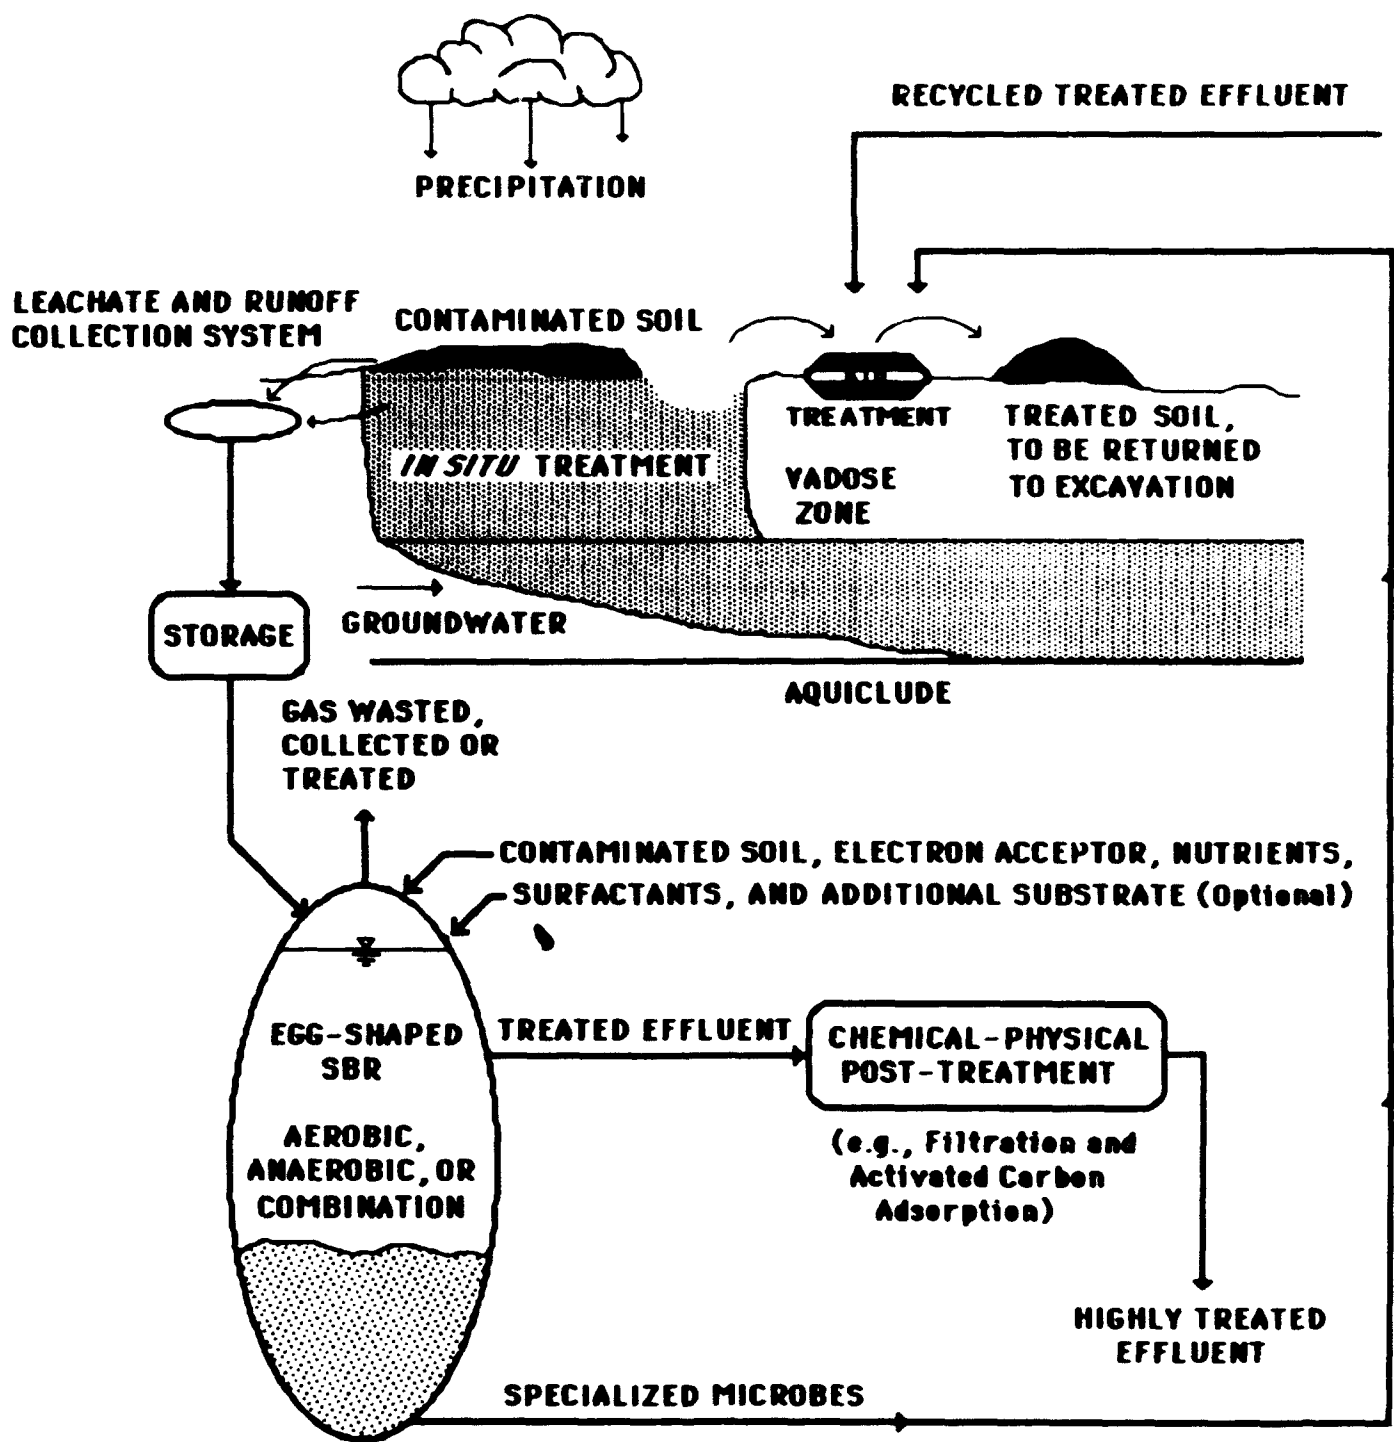 RECYCLED TREATED EFFLUENT
PRECIPITATION
LEACHATE AND RUNOFF
COLLECTION SYSTEM
CONTAMINATED SOIL
TREATMENT
TREATED SOIL,
TO BE RETURNED
TO EXCAVATION
IN SITU TREATMENT
VADOSE
ZONE
STORAGE
GROUNDWATER
AQUICLUDE
GAS WASTED,
COLLECTED OR
TREATED
CONTAMINATED SOIL, ELECTRON ACCEPTOR, NUTRIENTS,
SURFACTANTS, AND ADDITIONAL SUBSTRATE (Optional)
EGG-SHAPED
SBR
AEROBIC,
ANAEROBIC, OR
COMBINATION
TREATED EFFLUENT
CHEMICAL-PHYSICAL
POST-TREATMENT
(e.g., Filtration and
Activated Carbon
Adsorption)
HIGHLY TREATED
EFFLUENT
SPECIALIZED MICROBES